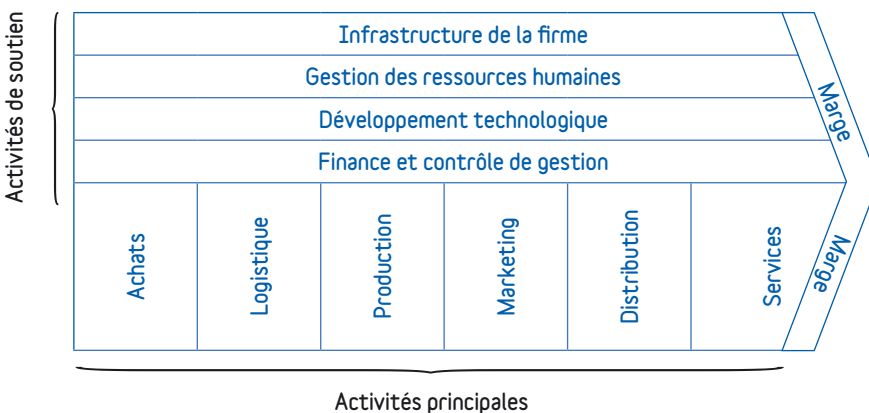 Activités de soutien
Infrastructure de la firme
Gestion des ressources humaines
Développement technologique
Finance et contrôle de gestion
Marge
Achats
Logistique
Production
Marketing
Distribution
Services
Marge
Activités principales